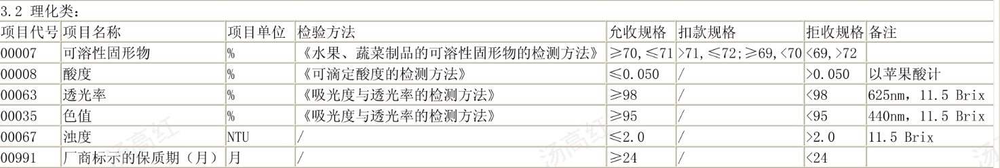 3.2 理化类:
项目代号 项目名称 项目单位 检验方法 允收规格 扣款规格 拒收规格 备注
00007 可溶性固形物 % 《水果、蔬菜制品的可溶性固形物的检测方法》 ≥70,≤71 >71,≤72;≥69,<70 <69,>72
00008 酸度 % 《可滴定酸度的检测方法》 ≤0.050 / >0.050 以苹果酸计
00063 透光率 % 《吸光度与透光率的检测方法》 ≥98 / <98 625nm, 11.5 Brix
00035 色值 % 《吸光度与透光率的检测方法》 ≥95 / <95 440nm, 11.5 Brix
00067 浊度 NTU / ≤2.0 / >2.0 11.5 Brix
00991 厂商标示的保质期（月） 月 / ≥24 / <24
汤高红
汤高红
汤高